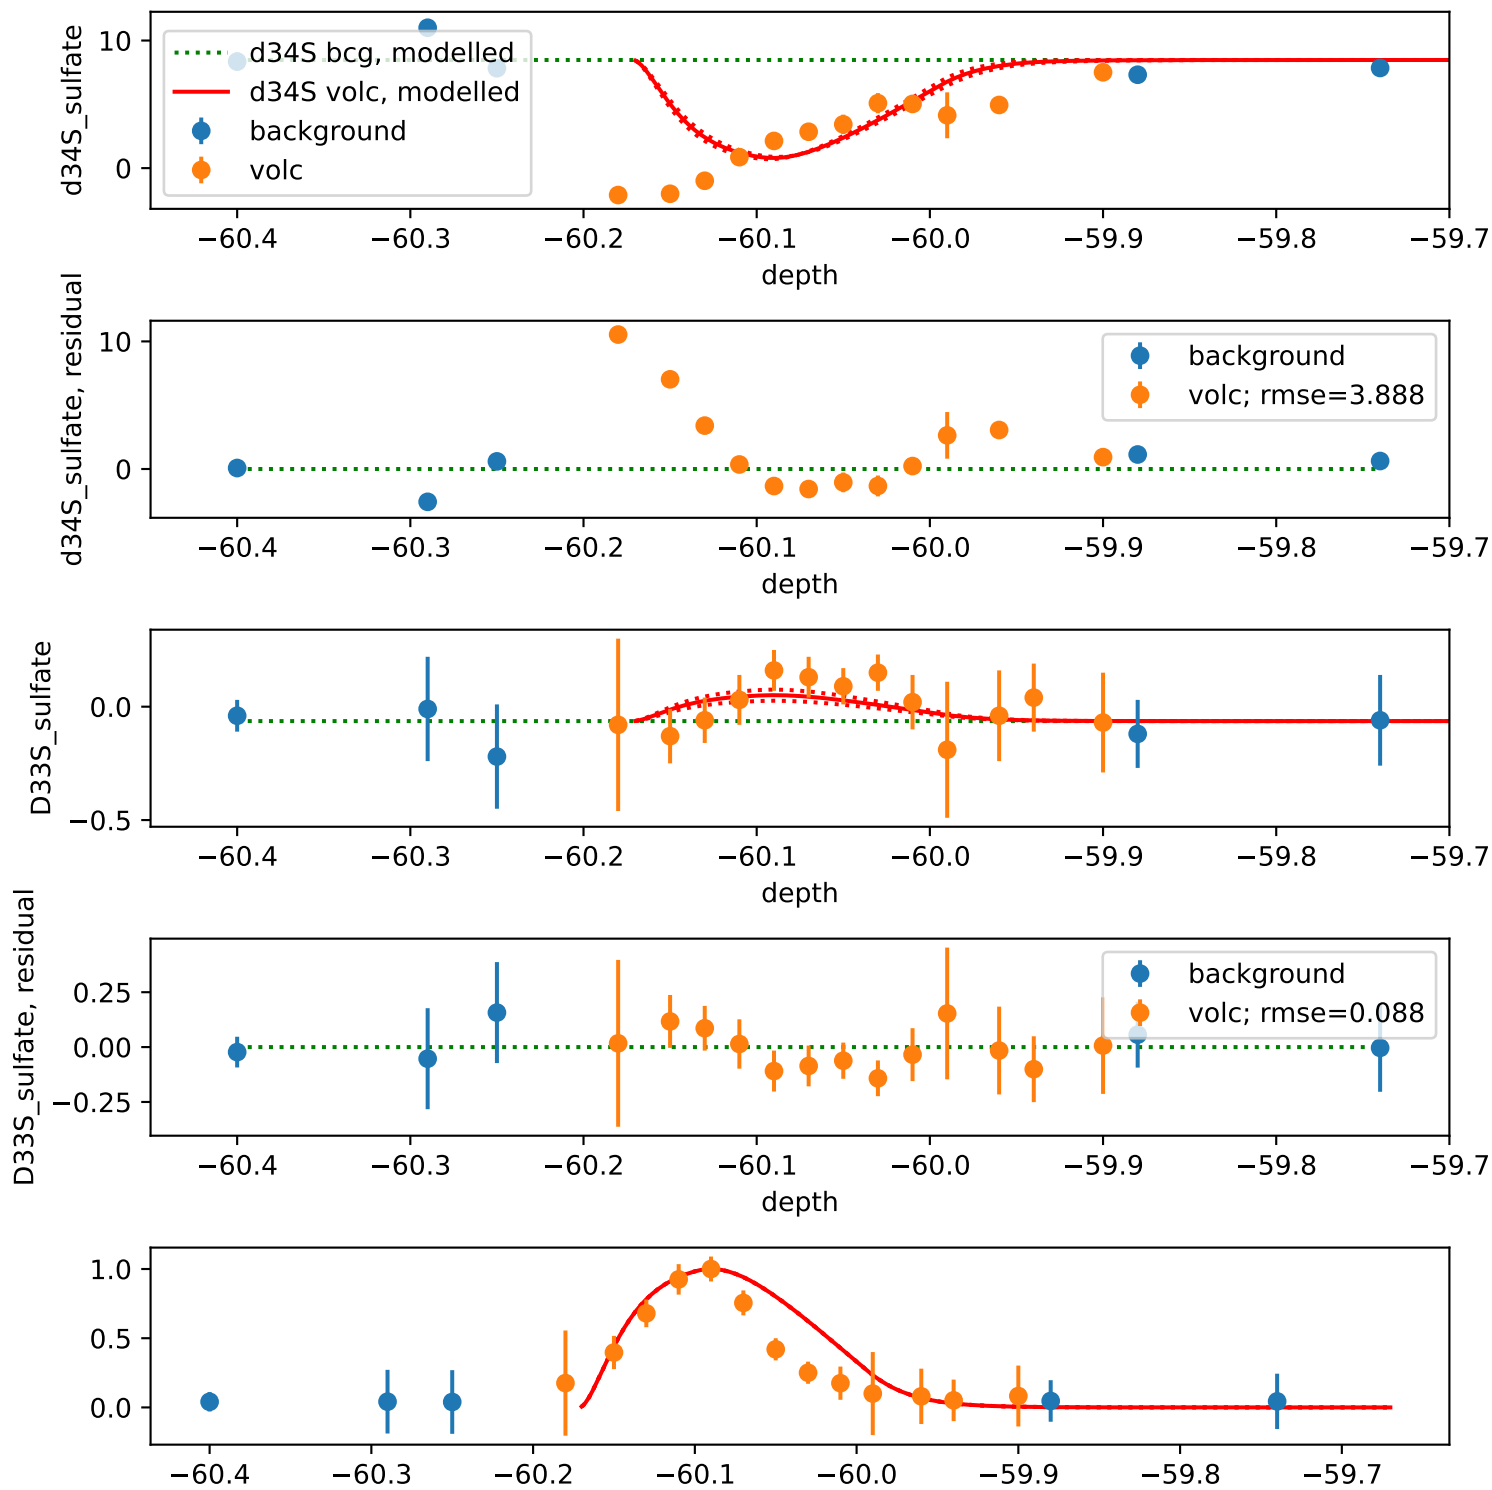 d34S_sulfate
10
0
d34S bcg, modelled
d34S volc, modelled
background
volc
−60.4 −60.3 −60.2 −60.1 −60.0 −59.9 −59.8 −59.7
depth
d34S_sulfate, residual
10
0
background
volc; rmse=3.888
−60.4 −60.3 −60.2 −60.1 −60.0 −59.9 −59.8 −59.7
depth
D33S_sulfate
0.0
−0.5
−60.4 −60.3 −60.2 −60.1 −60.0 −59.9 −59.8 −59.7
depth
D33S_sulfate, residual
0.25
0.00
−0.25
background
volc; rmse=0.088
−60.4 −60.3 −60.2 −60.1 −60.0 −59.9 −59.8 −59.7
depth
1.0
0.5
0.0
−60.4 −60.3 −60.2 −60.1 −60.0 −59.9 −59.8 −59.7